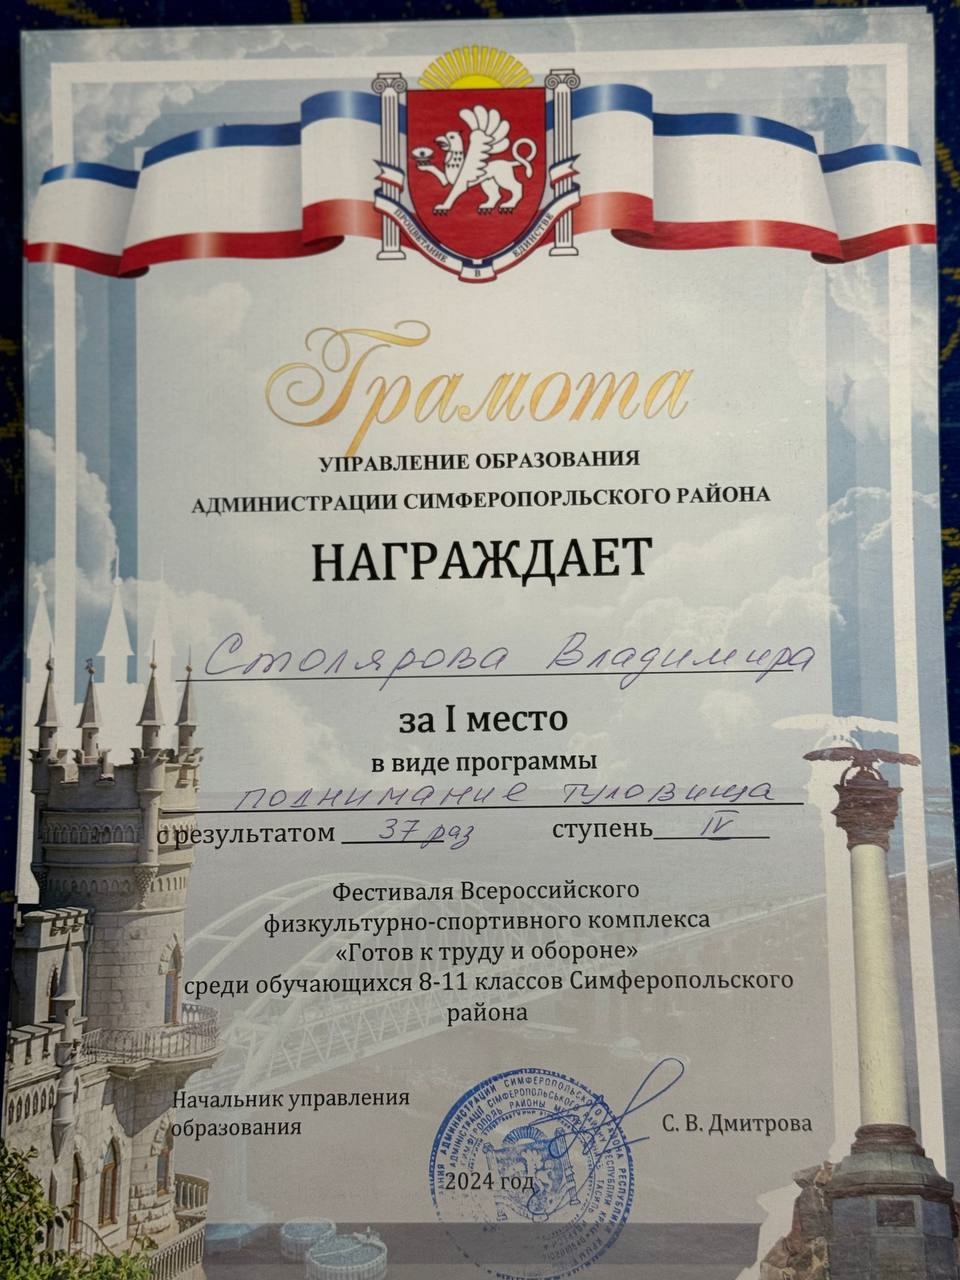 ПРОЦВЕТАНИЕ В ЕДИНСТВЕ
Грамота
УПРАВЛЕНИЕ ОБРАЗОВАНИЯ
АДМИНИСТРАЦИИ СИМФЕРОПОРЛЬСКОГО РАЙОНА
НАГРАЖДАЕТ
Столярова Владимира
за I место
в виде программы
поднимание туловища
с результатом 37 раз ступень IV
Фестиваля Всероссийского
физкультурно-спортивного комплекса
«Готов к труду и обороне»
среди обучающихся 8-11 классов Симферопольского
района
Начальник управления
образования
С. В. Дмитрова
2024 год